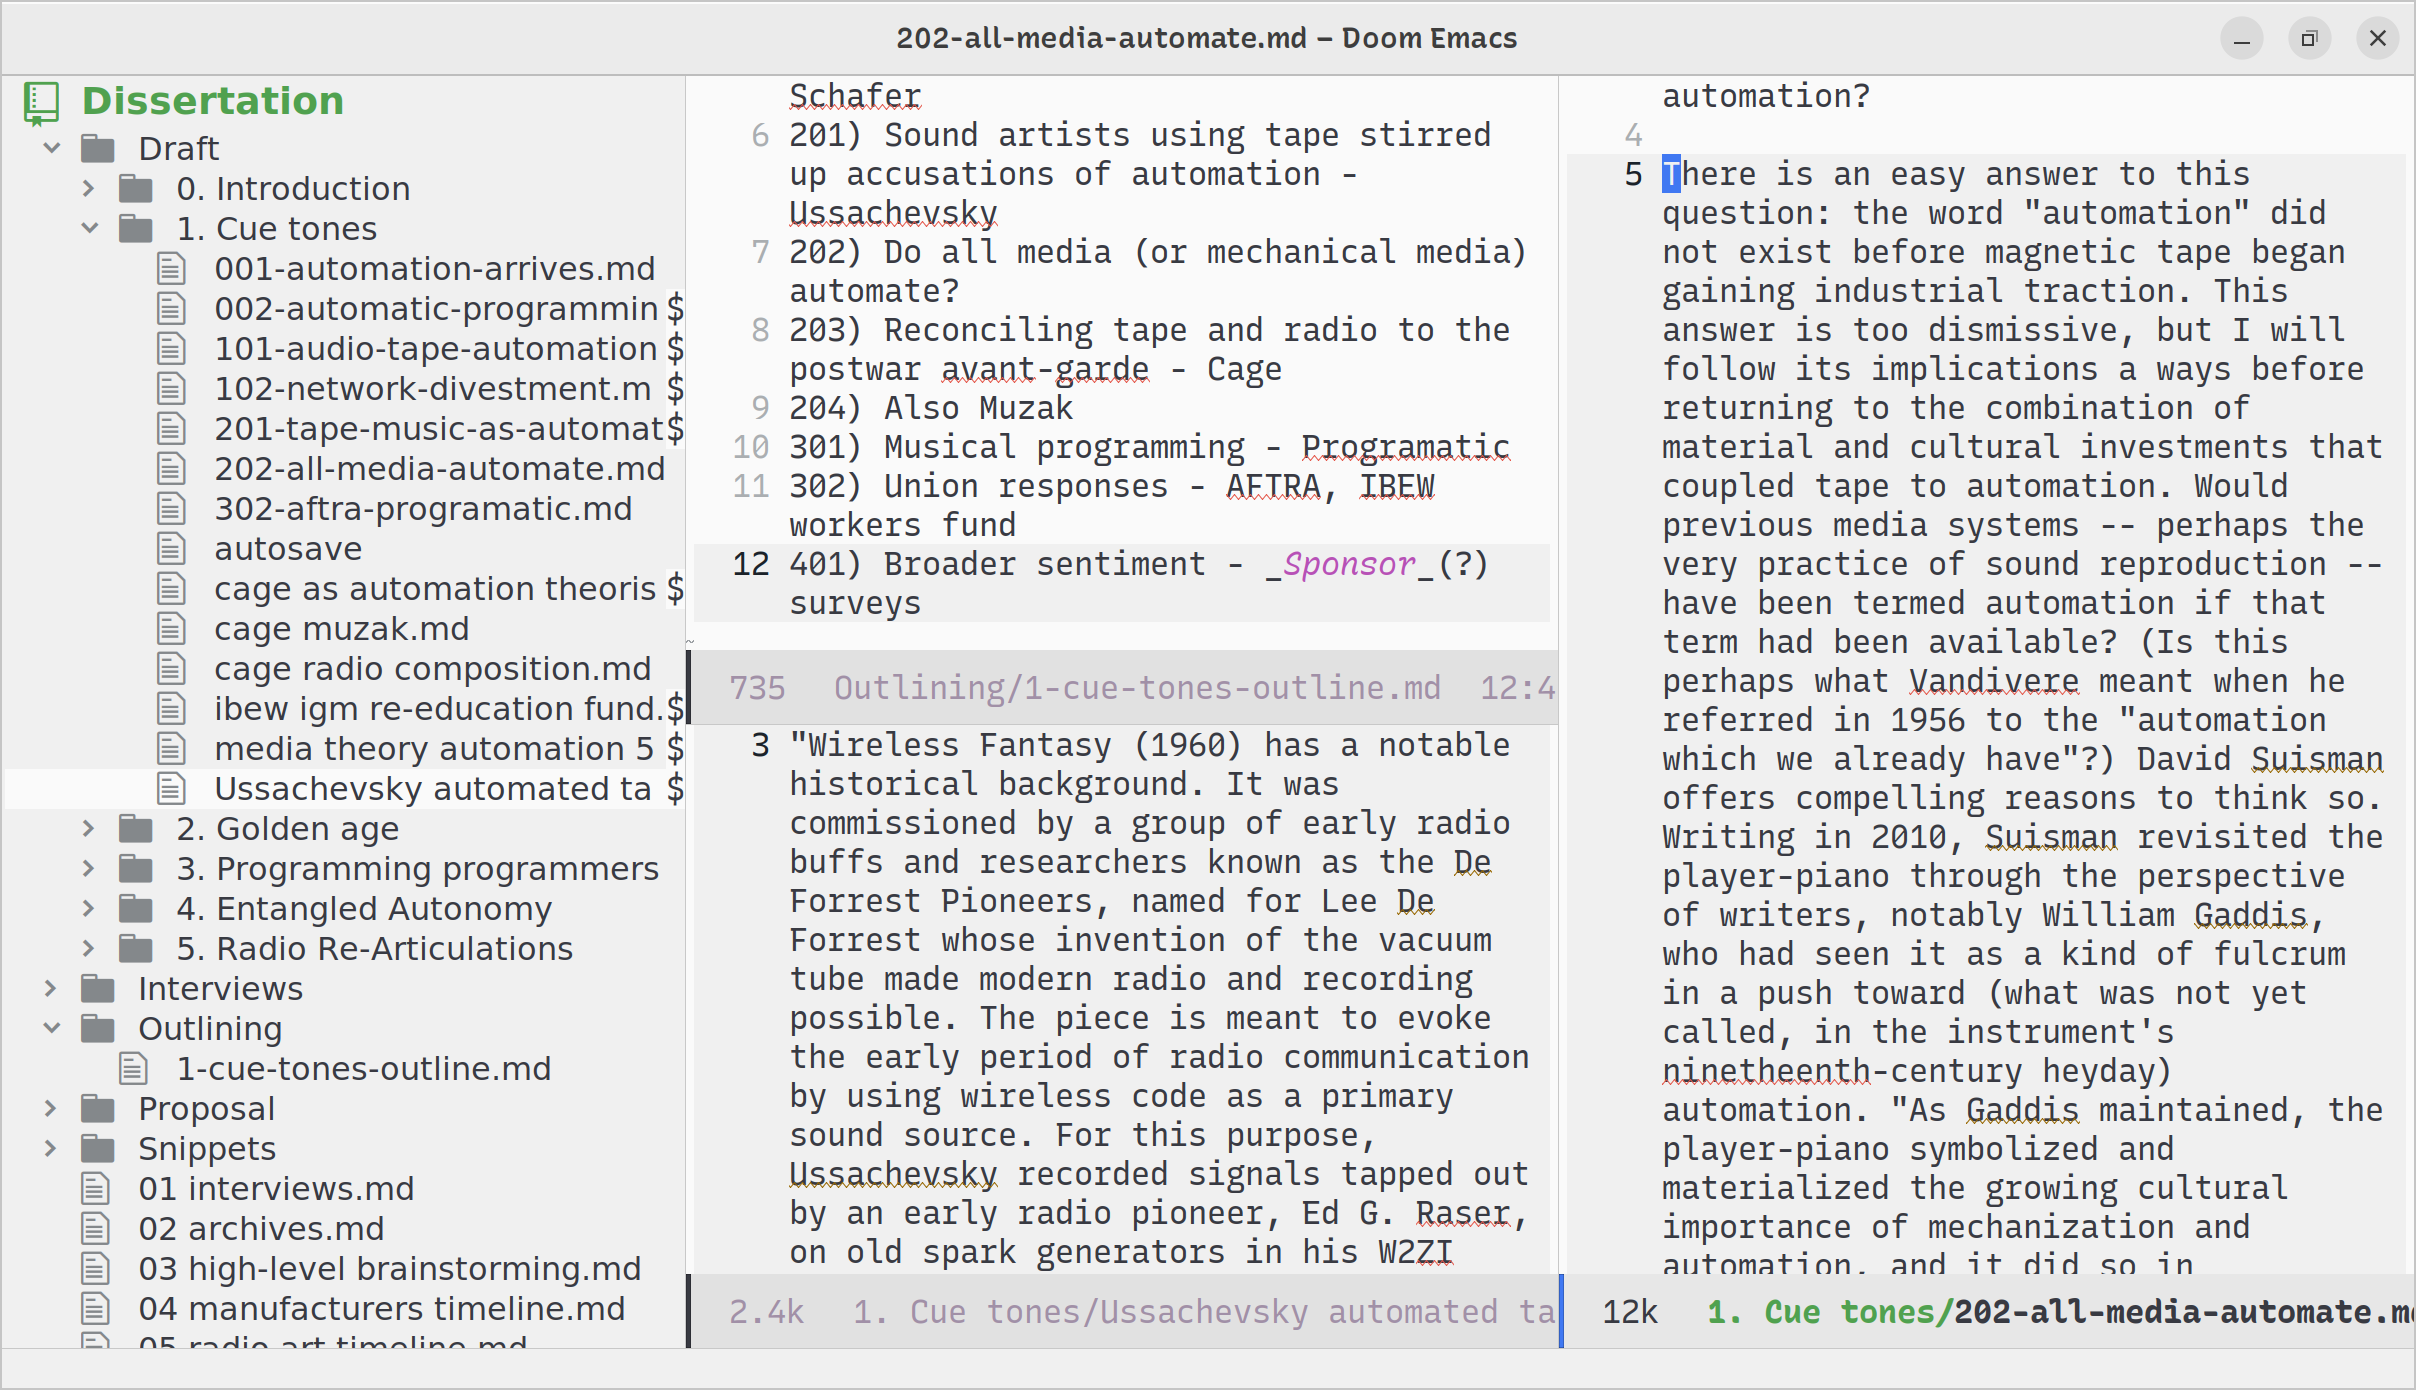 202-all-media-automate.md – Doom Emacs
Dissertation
Draft
0. Introduction
1. Cue tones
001-automation-arrives.md
002-automatic-programmin $
101-audio-tape-automation $
102-network-divestment.m $
201-tape-music-as-automat$
202-all-media-automate.md
302-aftra-programatic.md
autosave
cage as automation theoris $
cage muzak.md
cage radio composition.md
ibew igm re-education fund.$
media theory automation 5 $
Ussachevsky automated ta $
2. Golden age
3. Programming programmers
4. Entangled Autonomy
5. Radio Re-Articulations
Interviews
Outlining
1-cue-tones-outline.md
Proposal
Snippets
01 interviews.md
02 archives.md
03 high-level brainstorming.md
04 manufacturers timeline.md
05 radio art timeline.md
Schafer
6 201) Sound artists using tape stirred
up accusations of automation -
Ussachevsky
7 202) Do all media (or mechanical media)
automate?
8 203) Reconciling tape and radio to the
postwar avant-garde - Cage
9 204) Also Muzak
10 301) Musical programming - Programatic
11 302) Union responses - AFTRA, IBEW
workers fund
12 401) Broader sentiment - _Sponsor_(?)
surveys
~
735 Outlining/1-cue-tones-outline.md 12:4
3 "Wireless Fantasy (1960) has a notable
historical background. It was
commissioned by a group of early radio
buffs and researchers known as the De
Forrest Pioneers, named for Lee De
Forrest whose invention of the vacuum
tube made modern radio and recording
possible. The piece is meant to evoke
the early period of radio communication
by using wireless code as a primary
sound source. For this purpose,
Ussachevsky recorded signals tapped out
by an early radio pioneer, Ed G. Raser,
on old spark generators in his W2ZI
2.4k 1. Cue tones/Ussachevsky automated ta
automation?
4
5 There is an easy answer to this
question: the word "automation" did
not exist before magnetic tape began
gaining industrial traction. This
answer is too dismissive, but I will
follow its implications a ways before
returning to the combination of
material and cultural investments that
coupled tape to automation. Would
previous media systems -- perhaps the
very practice of sound reproduction --
have been termed automation if that
term had been available? (Is this
perhaps what Vandivere meant when he
referred in 1956 to the "automation
which we already have"?) David Suisman
offers compelling reasons to think so.
Writing in 2010, Suisman revisited the
player-piano through the perspective
of writers, notably William Gaddis,
who had seen it as a kind of fulcrum
in a push toward (what was not yet
called, in the instrument's
ninetheenth-century heyday)
automation. "As Gaddis maintained, the
player-piano symbolized and
materialized the growing cultural
importance of mechanization and
automation, and it did so in
12k 1. Cue tones/202-all-media-automate.m